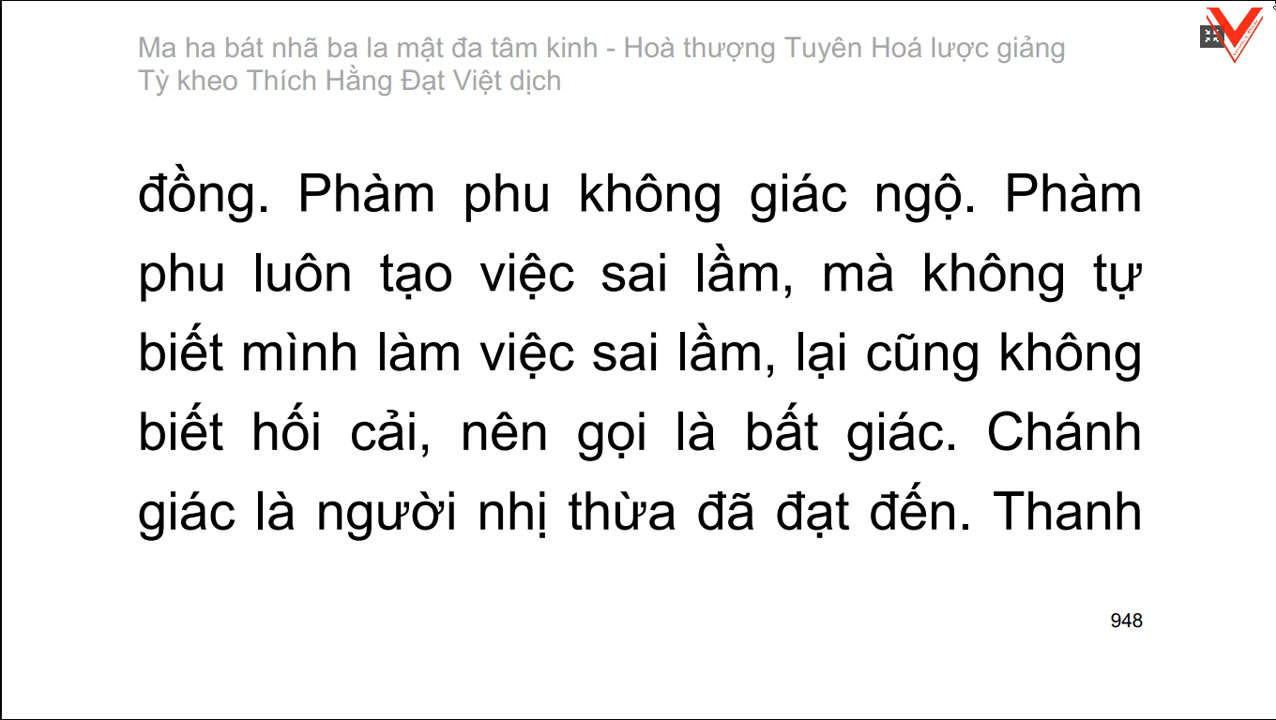 Ma ha bát nhã ba la mật đa tâm kinh - Hoà thượng Tuyên Hoá lược giảng
Tỳ kheo Thích Hằng Đạt Việt dịch
đồng. Phàm phu không giác ngộ. Phàm
phu luôn tạo việc sai lầm, mà không tự
biết mình làm việc sai lầm, lại cũng không
biết hối cải, nên gọi là bất giác. Chánh
giác là người nhị thừa đã đạt đến. Thanh
948